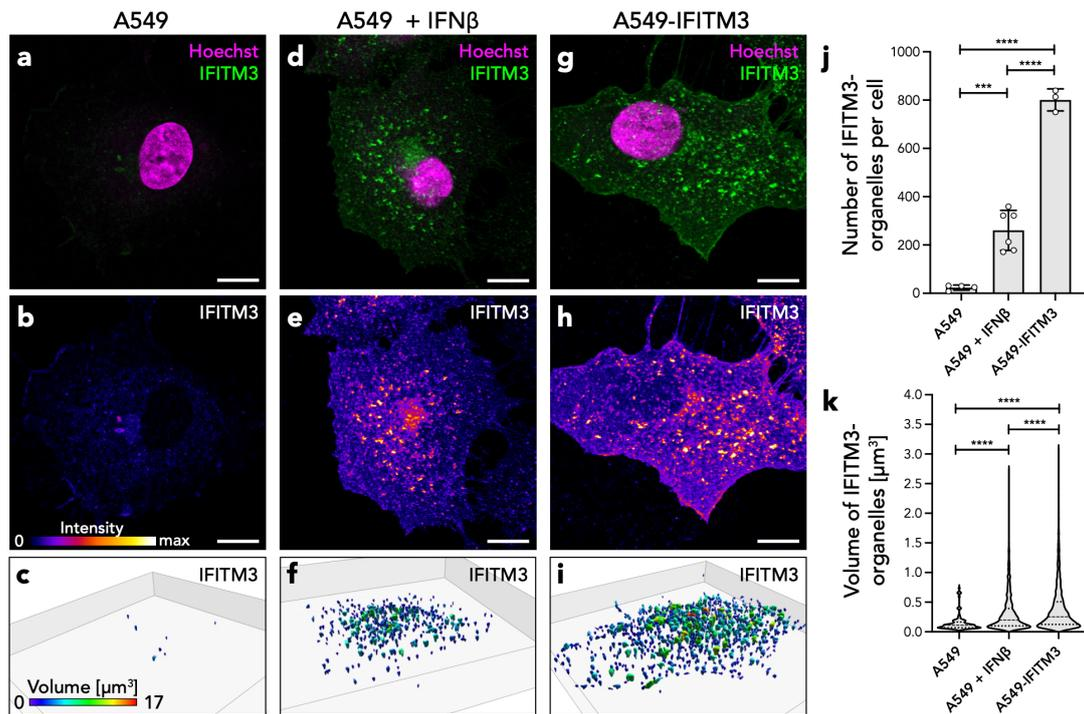 A549
A549 + IFNβ
A549-IFITM3
a
Hoechst
IFITM3
d
Hoechst
IFITM3
g
Hoechst
IFITM3
b
IFITM3
Intensity
0
max
e
IFITM3
h
IFITM3
c
IFITM3
Volume [µm³]
0
17
f
IFITM3
i
IFITM3
j
Number of IFITM3-
organelles per cell
1000
800
600
400
200
0
****
****
***
A549
A549 + IFNβ
A549-IFITM3
k
Volume of IFITM3-
organelles [µm³]
4.0
3.5
3.0
2.5
2.0
1.5
1.0
0.5
0.0
****
****
****
A549
A549 + IFNβ
A549-IFITM3